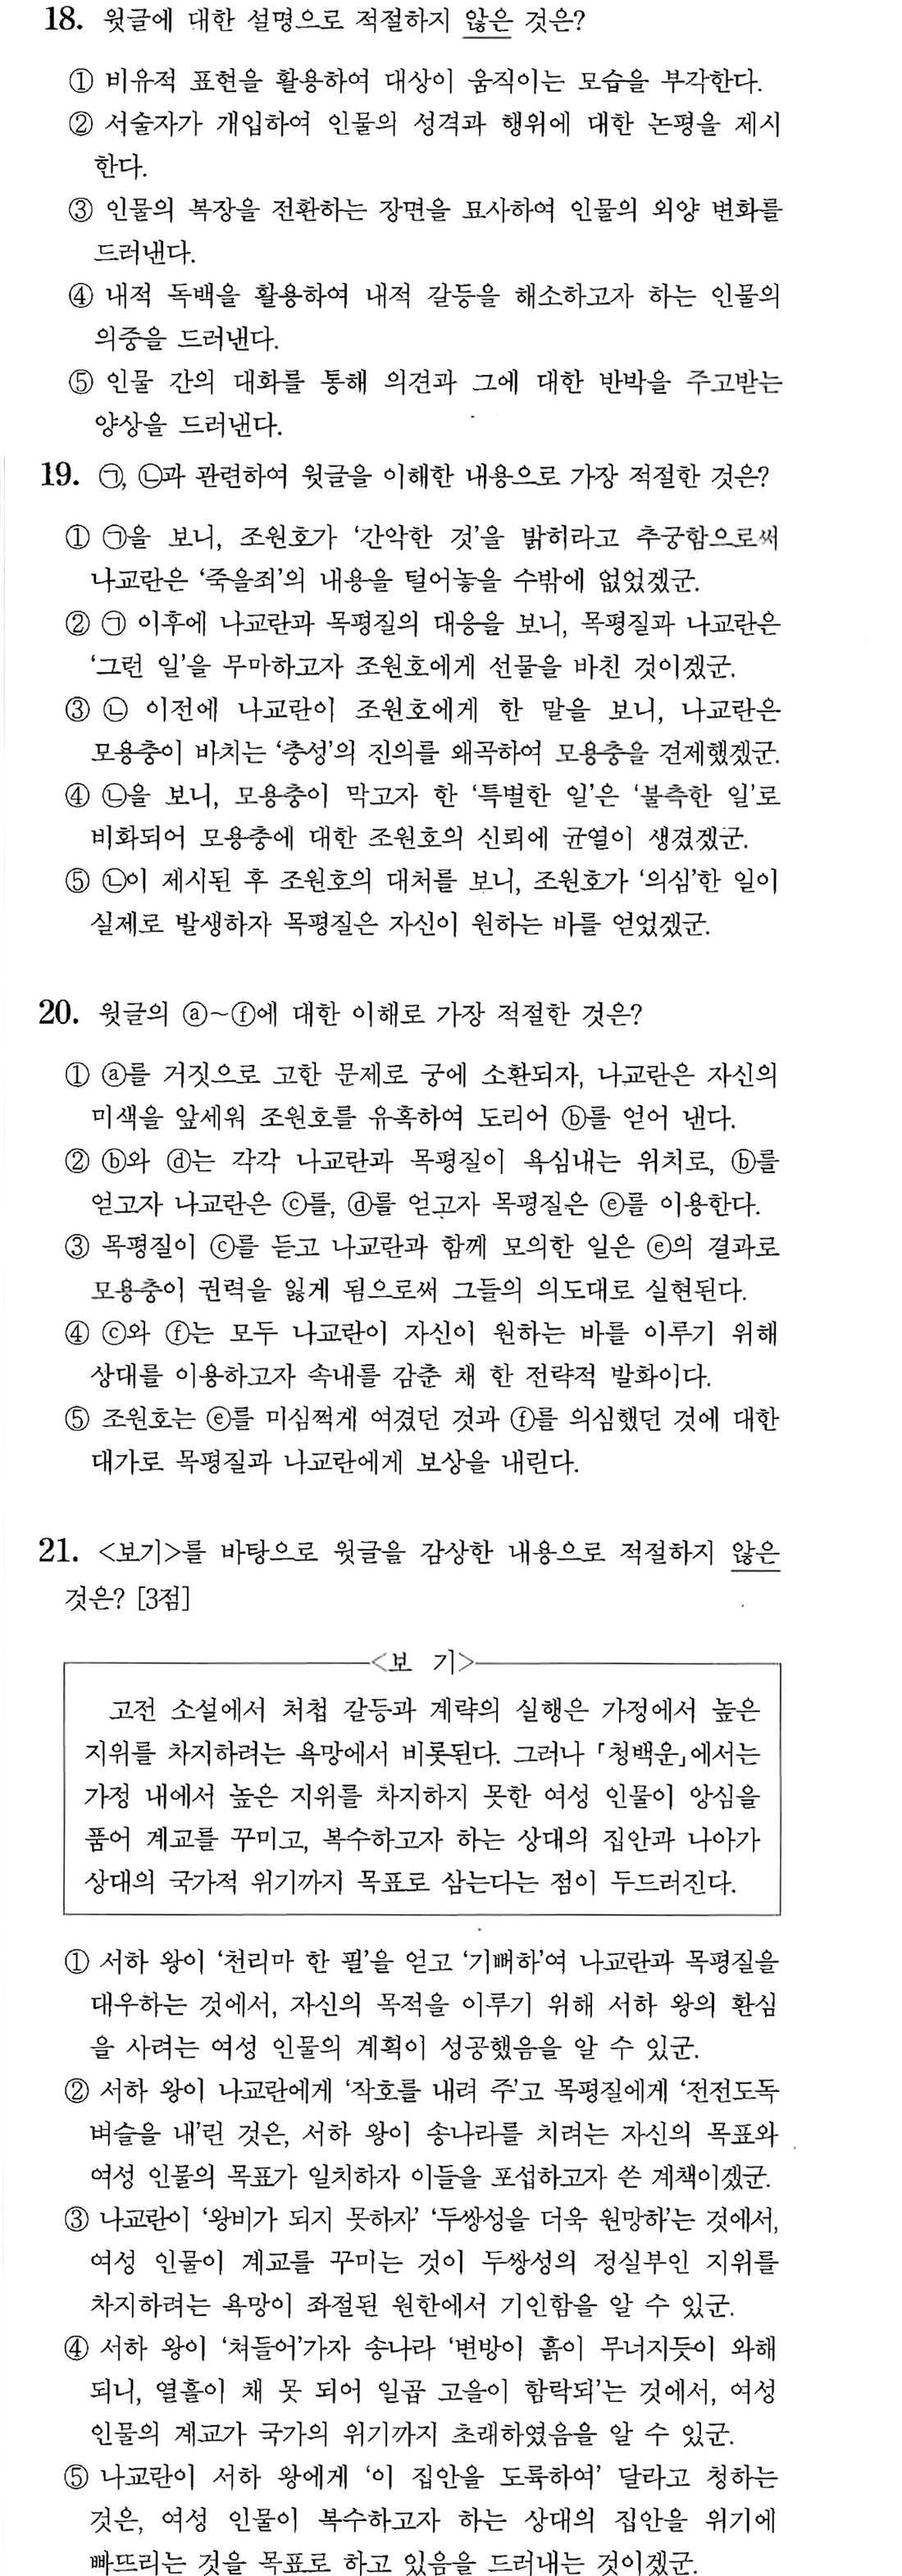 18. 윗글에 대한 설명으로 적절하지 않은 것은?
① 비유적 표현을 활용하여 대상이 움직이는 모습을 부각한다.
② 서술자가 개입하여 인물의 성격과 행위에 대한 논평을 제시
한다.
③ 인물의 복장을 전환하는 장면을 묘사하여 인물의 외양 변화를
드러낸다.
④ 내적 독백을 활용하여 내적 갈등을 해소하고자 하는 인물의
의중을 드러낸다.
⑤ 인물 간의 대화를 통해 의견과 그에 대한 반박을 주고받는
양상을 드러낸다.
19. ㉠, ㉡과 관련하여 윗글을 이해한 내용으로 가장 적절한 것은?
① ㉠을 보니, 조원호가 ‘간악한 것’을 밝히라고 추궁함으로써
나교란은 ‘죽을죄’의 내용을 털어놓을 수밖에 없었겠군.
② ㉠ 이후에 나교란과 목평질의 대응을 보니, 목평질과 나교란은
‘그런 일’을 무마하고자 조원호에게 선물을 바친 것이겠군.
③ ㉡ 이전에 나교란이 조원호에게 한 말을 보니, 나교란은
모용충이 바치는 ‘충성’의 진의를 왜곡하여 모용충을 견제했겠군.
④ ㉡을 보니, 모용충이 막고자 한 ‘특별한 일’은 ‘불측한 일’로
비화되어 모용충에 대한 조원호의 신뢰에 균열이 생겼겠군.
⑤ ㉡이 제시된 후 조원호의 대처를 보니, 조원호가 ‘의심’한 일이
실제로 발생하자 목평질은 자신이 원하는 바를 얻었겠군.
20. 윗글의 ⓐ~ⓕ에 대한 이해로 가장 적절한 것은?
① ⓐ를 거짓으로 고한 문제로 궁에 소환되자, 나교란은 자신의
미색을 앞세워 조원호를 유혹하여 도리어 ⓑ를 얻어 낸다.
② ⓑ와 ⓓ는 각각 나교란과 목평질이 욕심내는 위치로, ⓑ를
얻고자 나교란은 ⓒ를, ⓓ를 얻고자 목평질은 ⓔ를 이용한다.
③ 목평질이 ⓒ를 듣고 나교란과 함께 모의한 일은 ⓔ의 결과로
모용충이 권력을 잃게 됨으로써 그들의 의도대로 실현된다.
④ ⓒ와 ⓕ는 모두 나교란이 자신이 원하는 바를 이루기 위해
상대를 이용하고자 속내를 감춘 채 한 전략적 발화이다.
⑤ 조원호는 ⓔ를 미심쩍게 여겼던 것과 ⓕ를 의심했던 것에 대한
대가로 목평질과 나교란에게 보상을 내린다.
21. <보기>를 바탕으로 윗글을 감상한 내용으로 적절하지 않은
것은? [3점]
<보 기>
고전 소설에서 처첩 갈등과 계략의 실행은 가정에서 높은
지위를 차지하려는 욕망에서 비롯된다. 그러나 「청백운」에서는
가정 내에서 높은 지위를 차지하지 못한 여성 인물이 앙심을
품어 계교를 꾸미고, 복수하고자 하는 상대의 집안과 나아가
상대의 국가적 위기까지 목표로 삼는다는 점이 두드러진다.
① 서하 왕이 ‘천리마 한 필’을 얻고 ‘기뻐하’여 나교란과 목평질을
대우하는 것에서, 자신의 목적을 이루기 위해 서하 왕의 환심
을 사려는 여성 인물의 계획이 성공했음을 알 수 있군.
② 서하 왕이 나교란에게 ‘작호를 내려 주’고 목평질에게 ‘전전도독
벼슬을 내’린 것은, 서하 왕이 송나라를 치려는 자신의 목표와
여성 인물의 목표가 일치하자 이들을 포섭하고자 쓴 계책이겠군.
③ 나교란이 ‘왕비가 되지 못하자’ ‘두쌍성을 더욱 원망하’는 것에서,
여성 인물이 계교를 꾸미는 것이 두쌍성의 정실부인 지위를
차지하려는 욕망이 좌절된 원한에서 기인함을 알 수 있군.
④ 서하 왕이 ‘쳐들어’가자 송나라 ‘변방이 흙이 무너지듯이 와해
되니, 열흘이 채 못 되어 일곱 고을이 함락되’는 것에서, 여성
인물의 계교가 국가의 위기까지 초래하였음을 알 수 있군.
⑤ 나교란이 서하 왕에게 ‘이 집안을 도륙하여’ 달라고 청하는
것은, 여성 인물이 복수하고자 하는 상대의 집안을 위기에
빠뜨리는 것을 목표로 하고 있음을 드러내는 것이겠군.